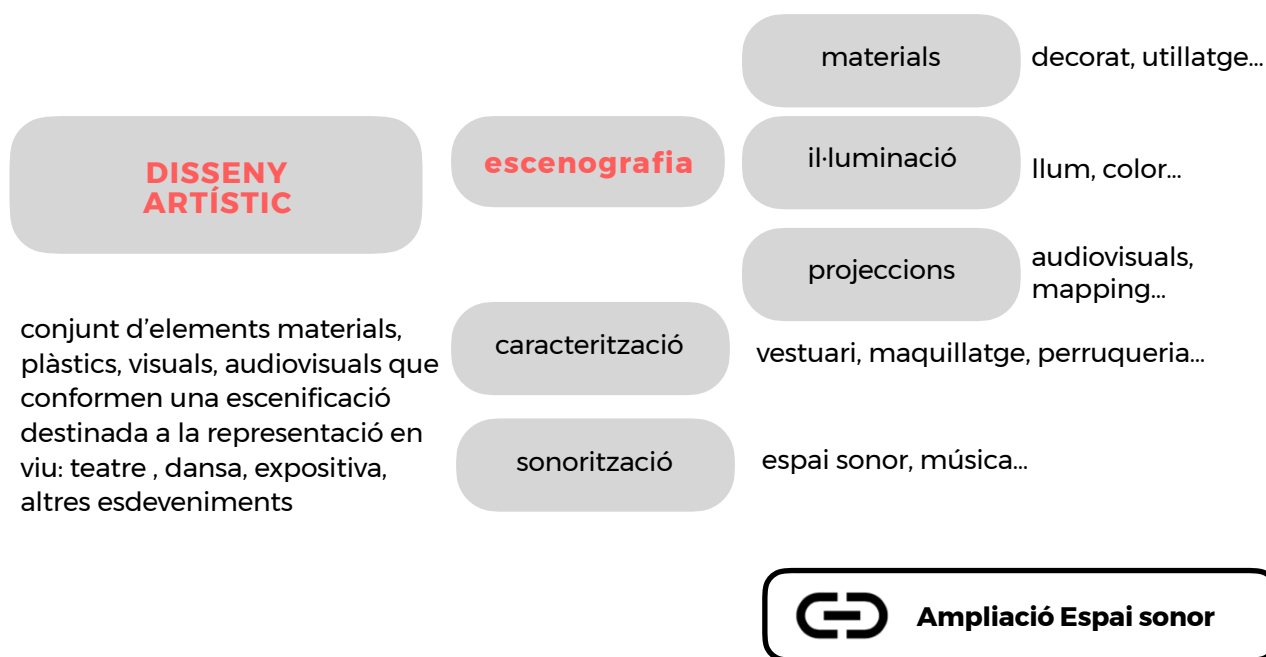 DISSENY
ARTÍSTIC
conjunt d’elements materials,
plàstics, visuals, audiovisuals que
conformen una escenificació
destinada a la representació en
viu: teatre , dansa, expositiva,
altres esdeveniments
escenografia
materials
decorat, utillatge...
il·luminació
llum, color...
projeccions
audiovisuals,
mapping...
caracterització
vestuari, maquillatge, perruqueria...
sonorització
espai sonor, música...
Ampliació Espai sonor